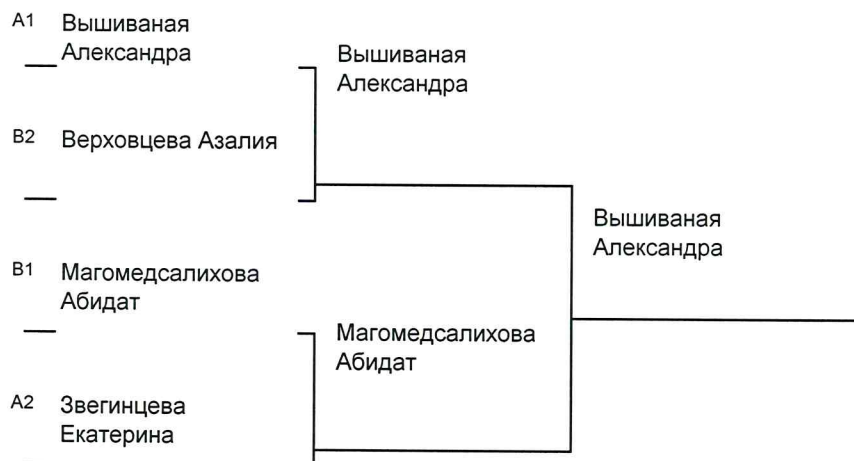 A1 Вышиваная
Александра
Вышиваная
Александра
B2 Верховцева Азалия
Вышиваная
Александра
B1 Магомедсалихова
Абидат
Магомедсалихова
Абидат
A2 Звегинцева
Екатерина